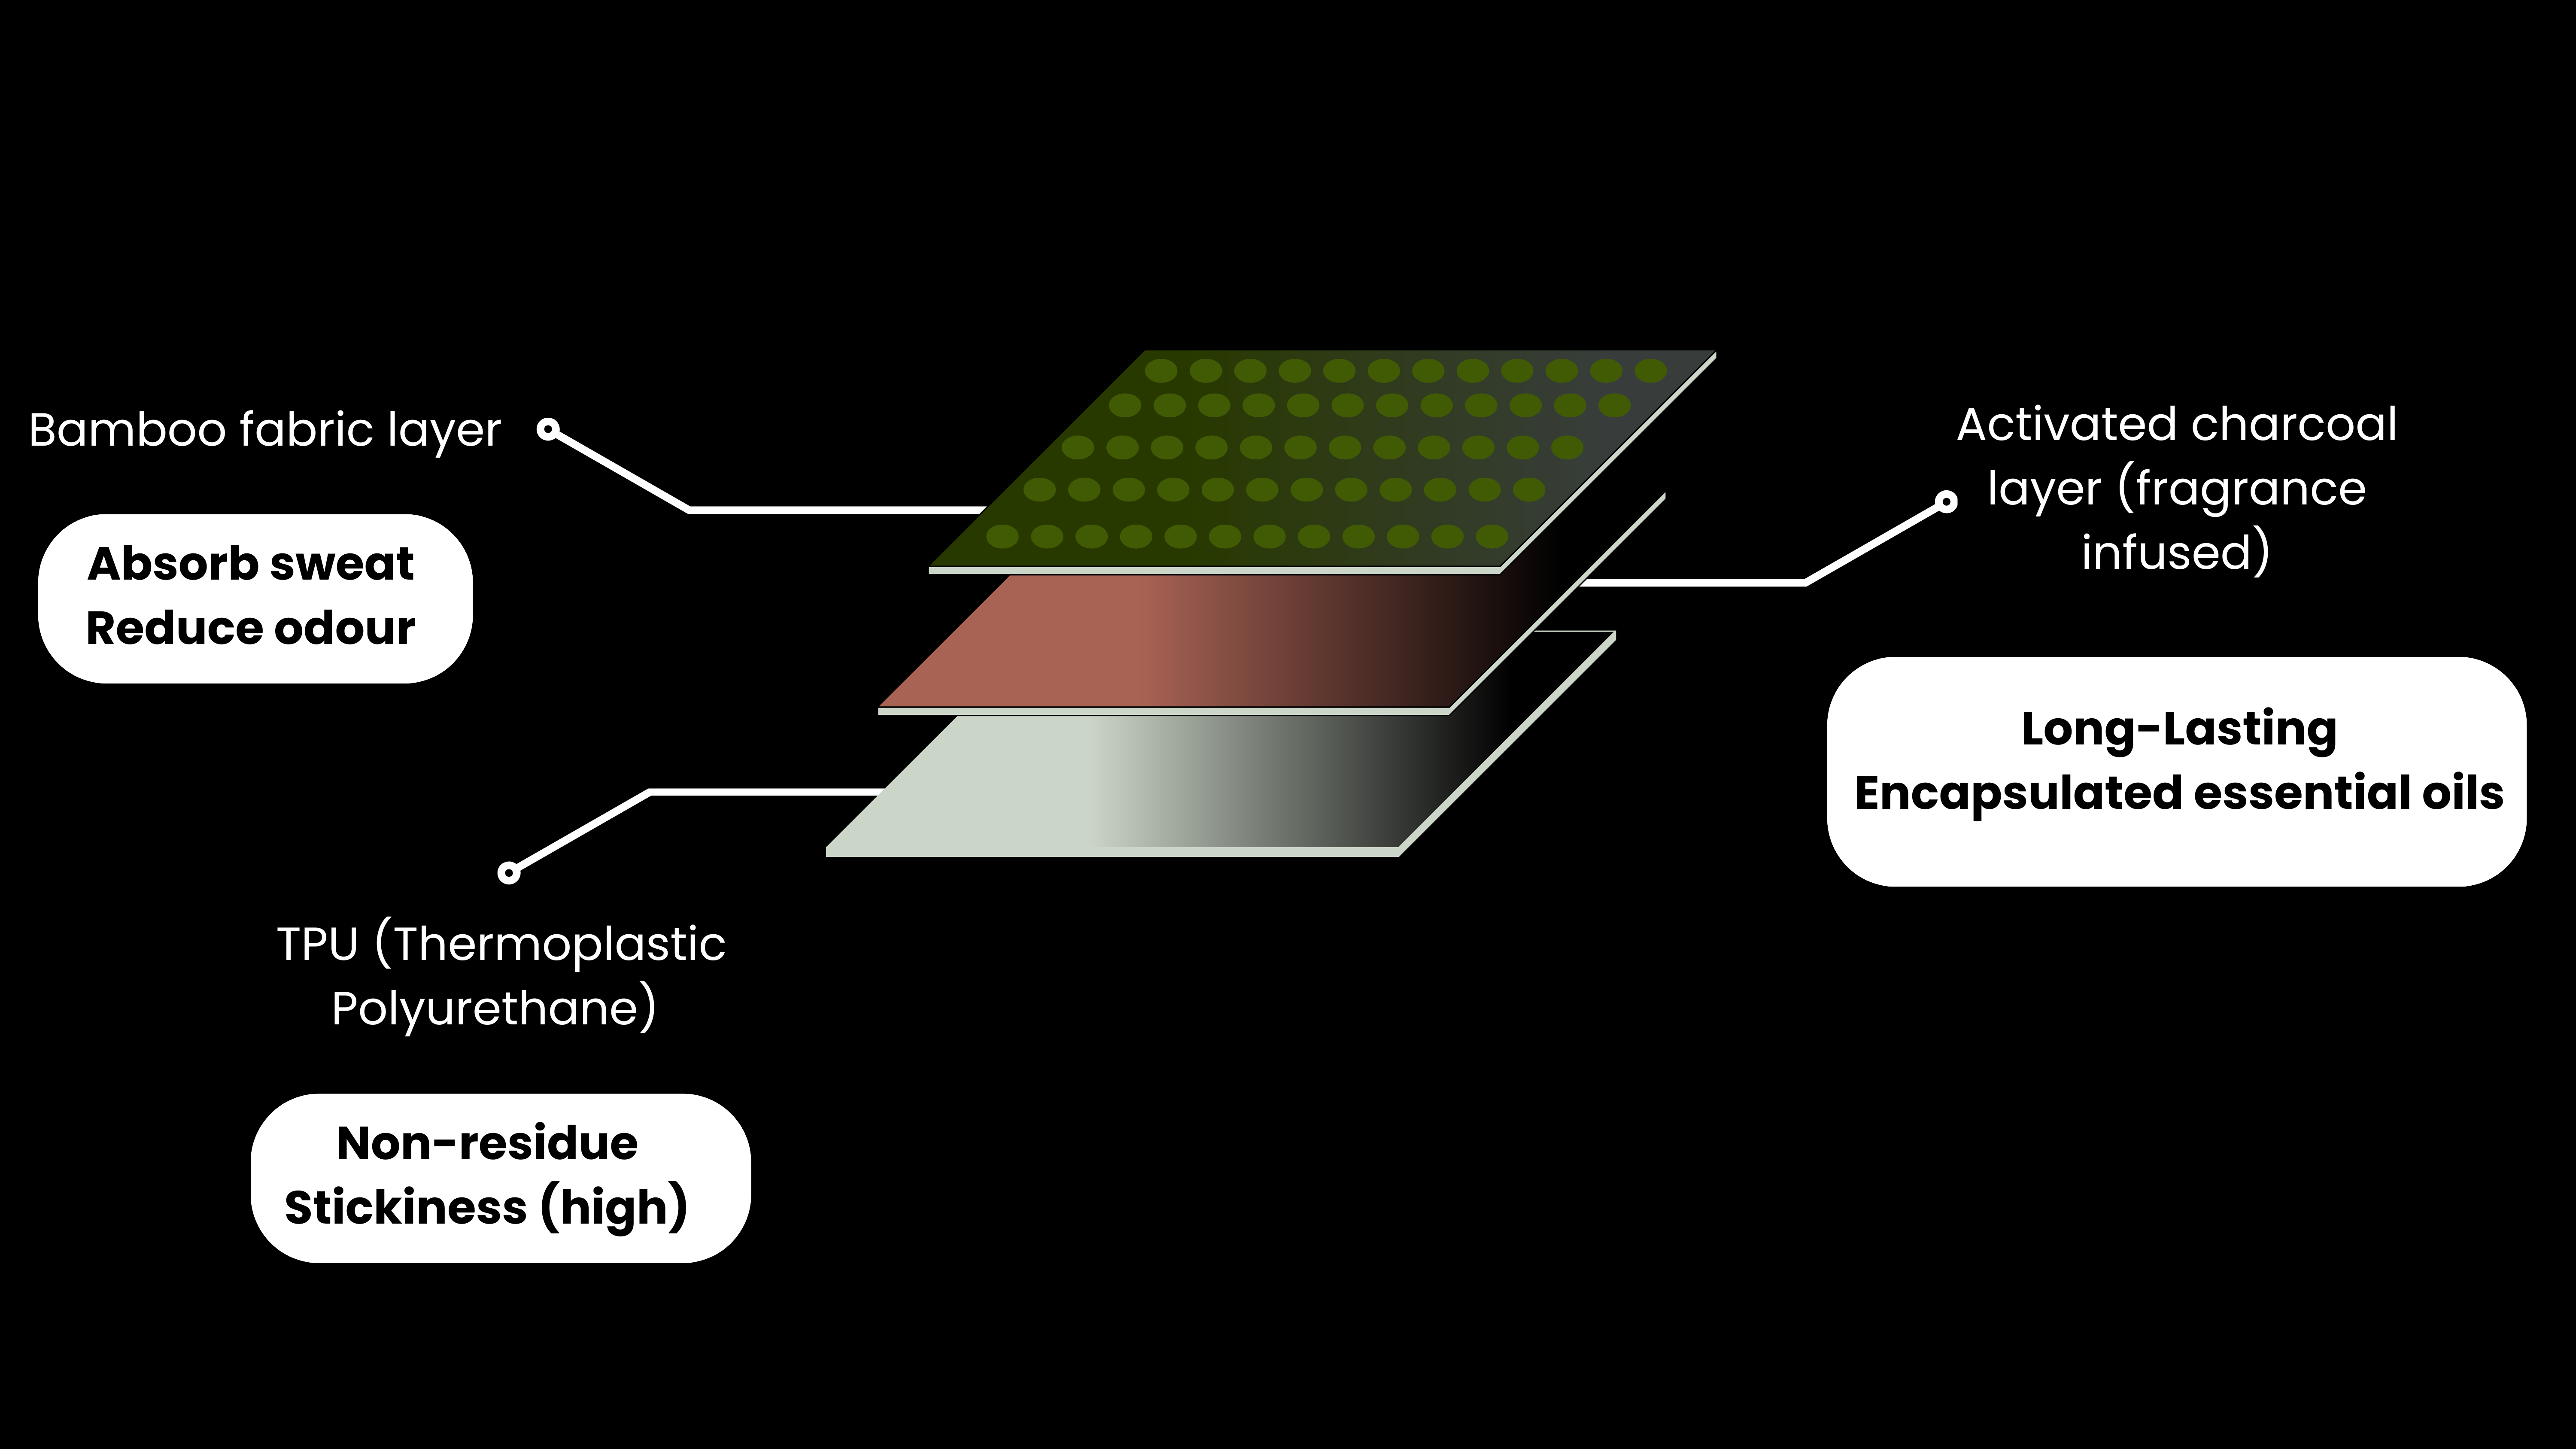 Bamboo fabric layer
Absorb sweat
Reduce odour
Activated charcoal
layer (fragrance
infused)
Long-Lasting
Encapsulated essential oils
TPU (Thermoplastic
Polyurethane)
Non-residue
Stickiness (high)